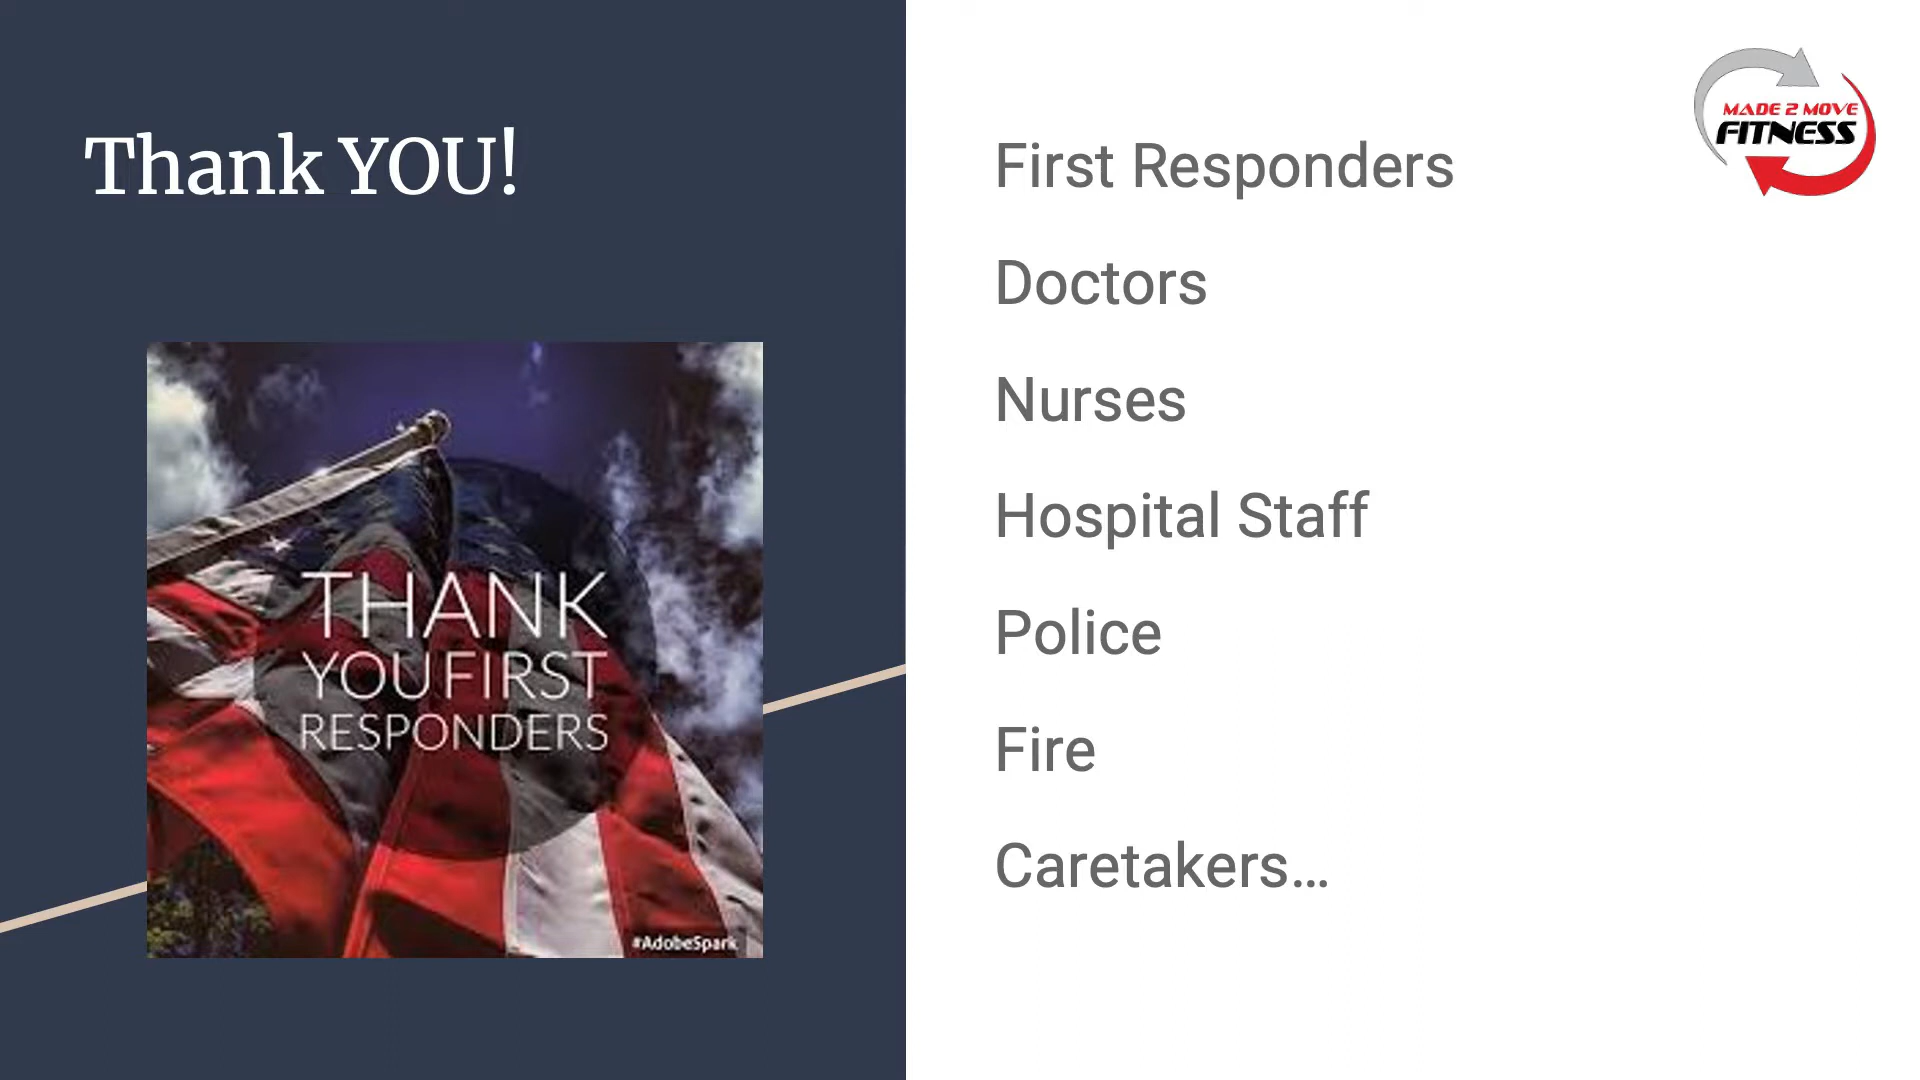 Thank YOU!
THANK
YOU FIRST
RESPONDERS
#AdobeSpark
First Responders
Doctors
Nurses
Hospital Staff
Police
Fire
Caretakers…
MADE 2 MOVE
FITNESS